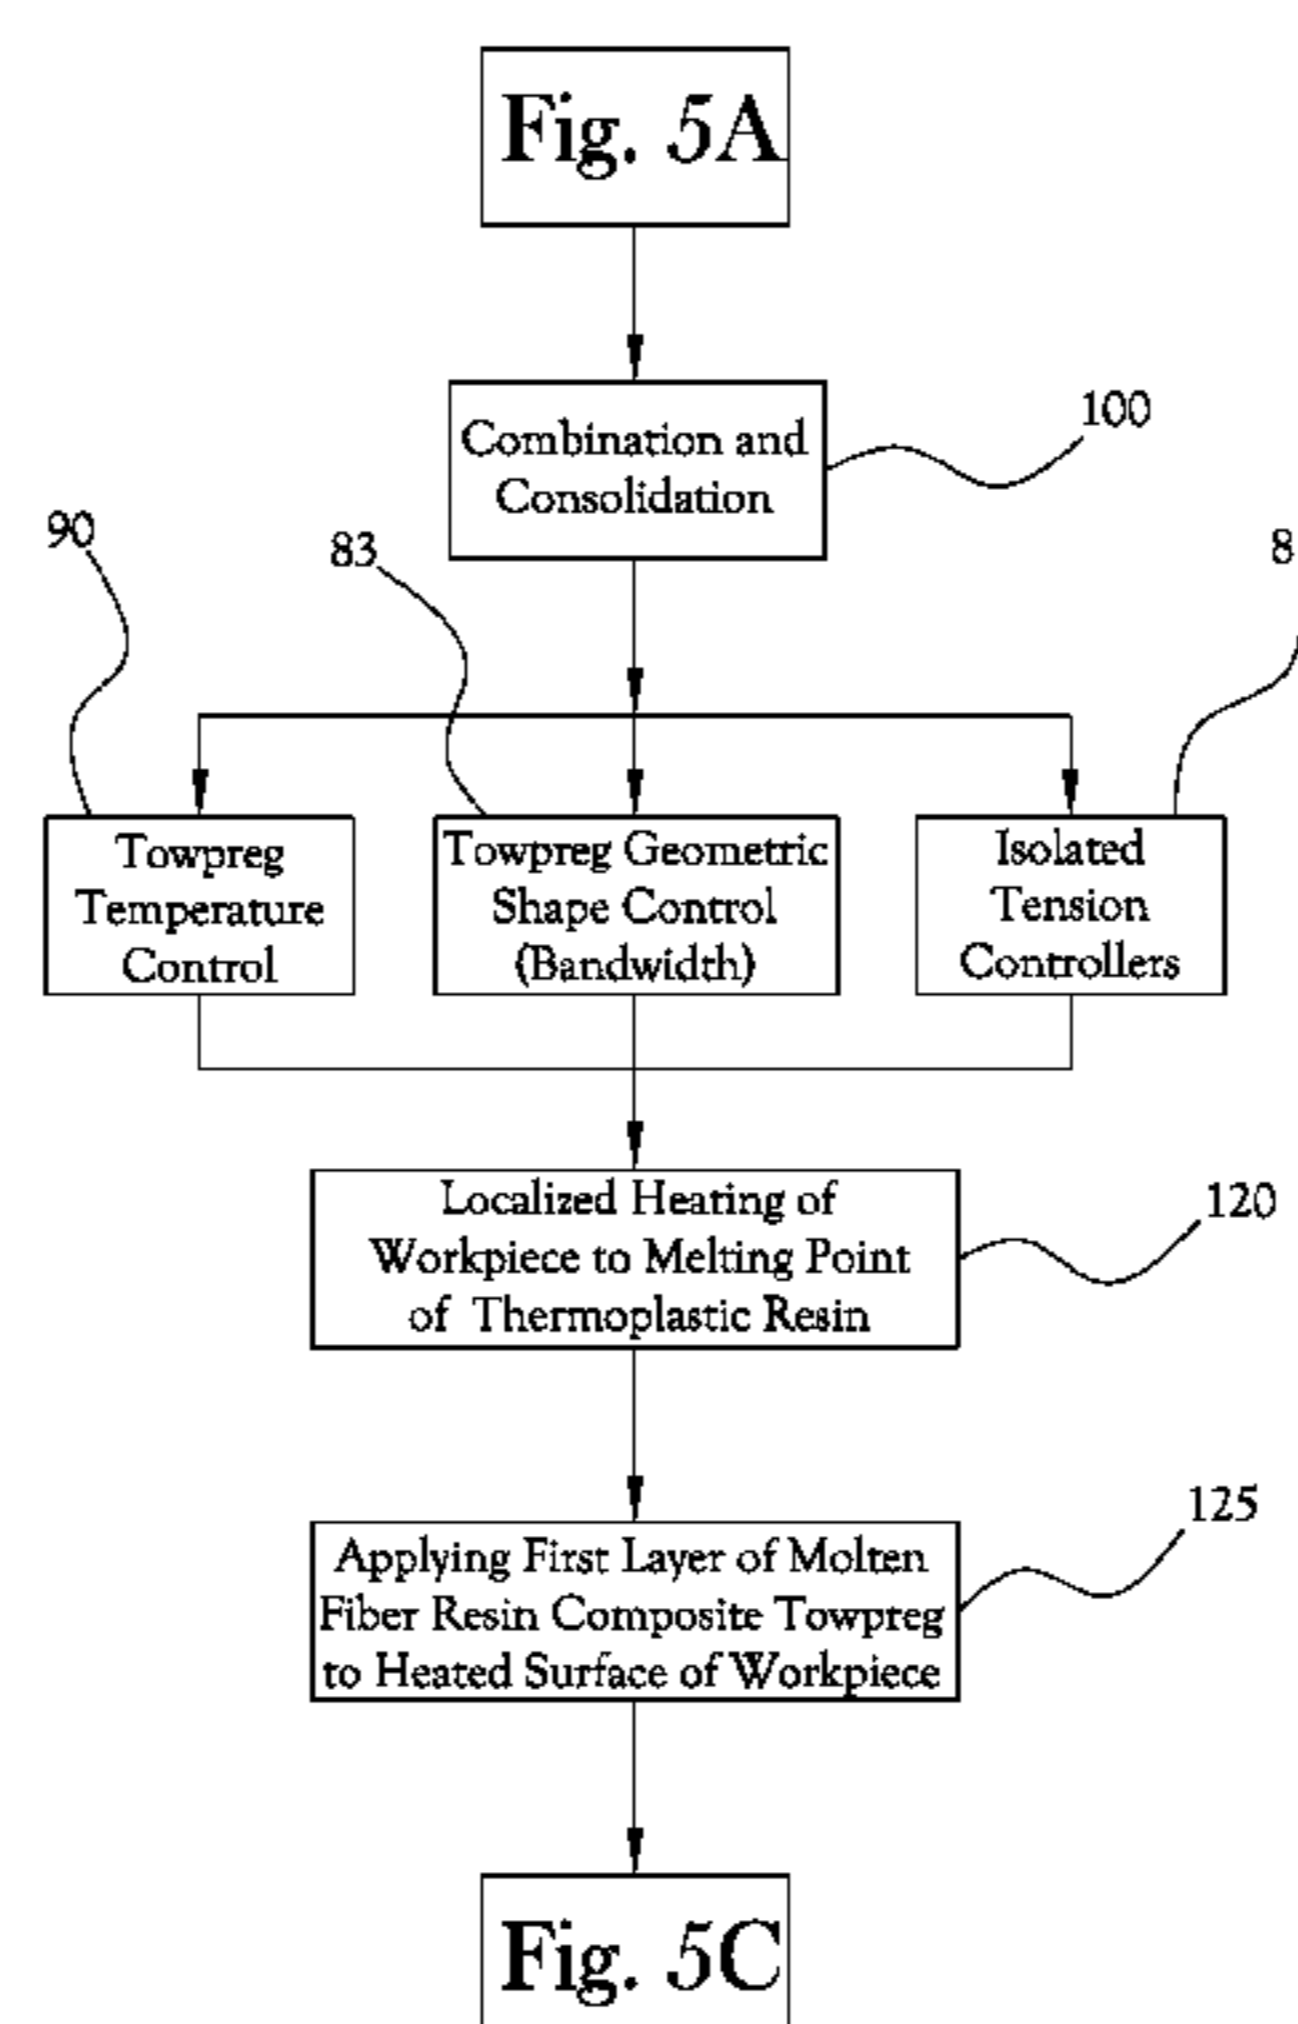 Fig. 5A
100
Combination and
Consolidation
90
83
8
Towpreg
Temperature
Control
Towpreg Geometric
Shape Control
(Bandwidth)
Isolated
Tension
Controllers
120
Localized Heating of
Workpiece to Melting Point
of Thermoplastic Resin
125
Applying First Layer of Molten
Fiber Resin Composite Towpreg
to Heated Surface of Workpiece
Fig. 5C